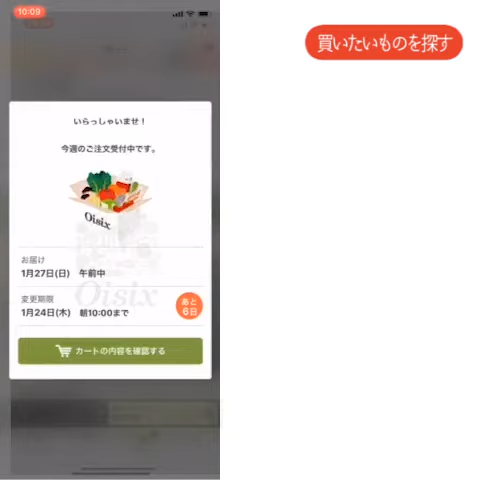 10:09
買いたいものを探す
いらっしゃいませ!
今週のご注文受付中です。
Oisix
お届け
1月27日(日) 午前中
Oisix
変更期限
1月24日(木) 朝10:00まで
あと
6日
カートの内容を確認する